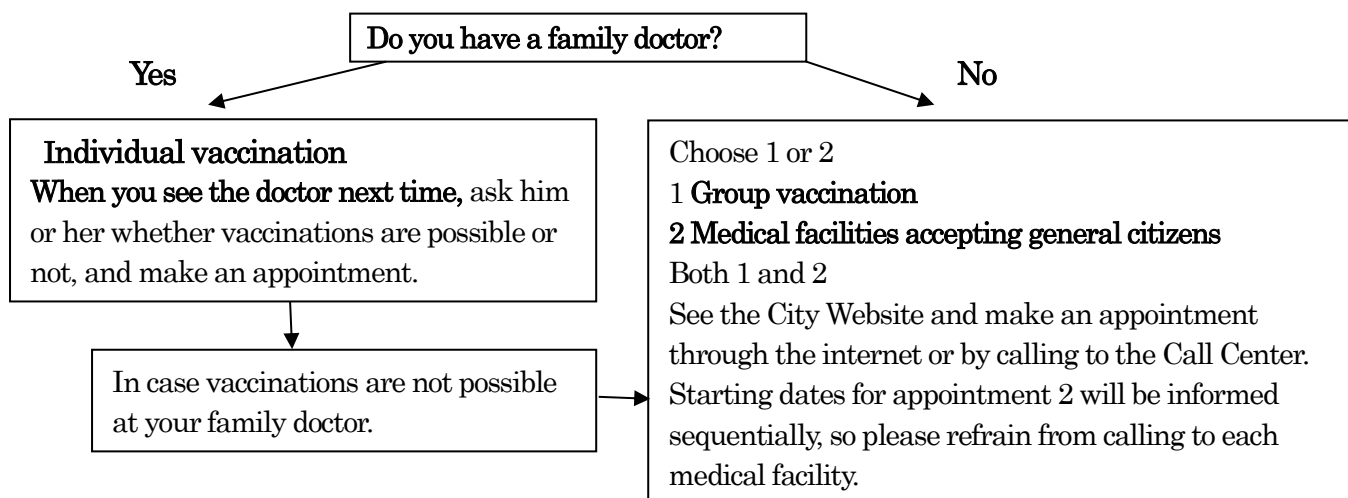 Do you have a family doctor?
Yes
No
Individual vaccination
When you see the doctor next time, ask him
or her whether vaccinations are possible or
not, and make an appointment.
In case vaccinations are not possible
at your family doctor.
Choose 1 or 2
1 Group vaccination
2 Medical facilities accepting general citizens
Both 1 and 2
See the City Website and make an appointment
through the internet or by calling to the Call Center.
Starting dates for appointment 2 will be informed
sequentially, so please refrain from calling to each
medical facility.